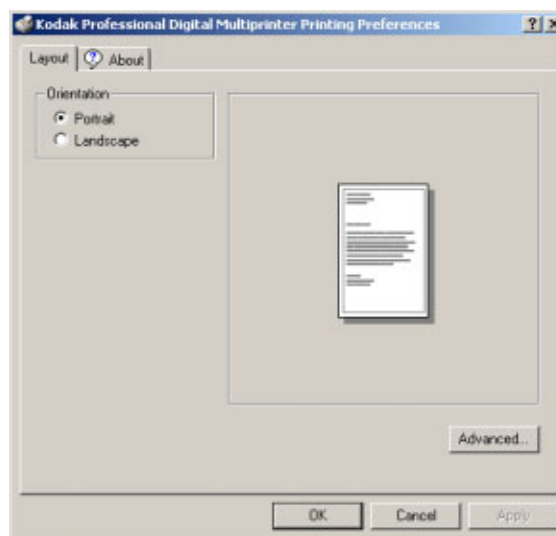 Kodak Professional Digital Multiprinter Printing Preferences
Layout About
Orientation
Portrait
Landscape
Advanced...
OK Cancel Apply